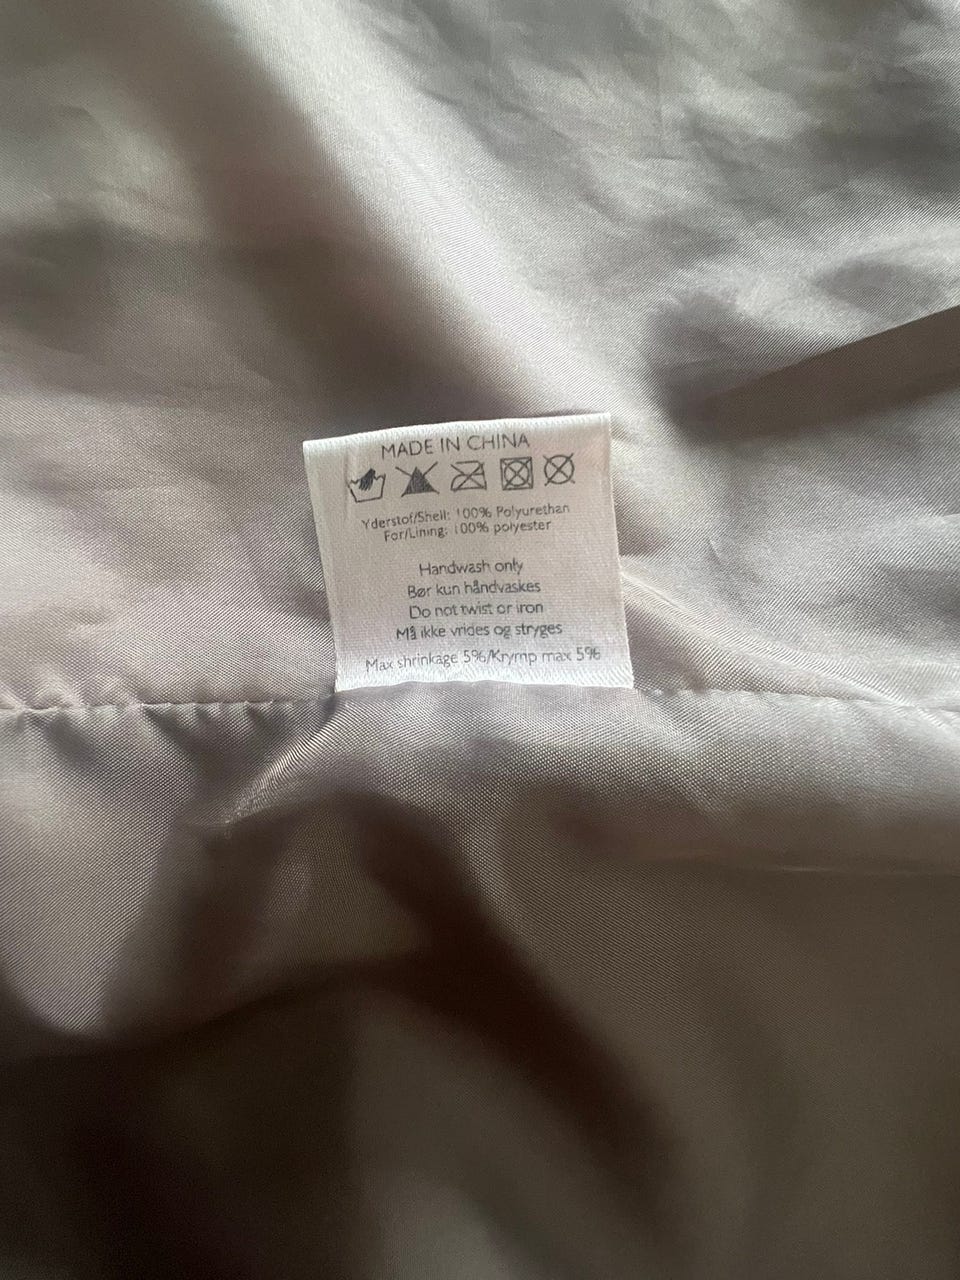 MADE IN CHINA
Yderstof/Shell: 100% Polyurethan
For/Lining: 100% polyester
Handwash only
Bør kun håndvaskes
Do not twist or iron
Må ikke vrides og stryges
Max shrinkage 5%/Krymp max 5%